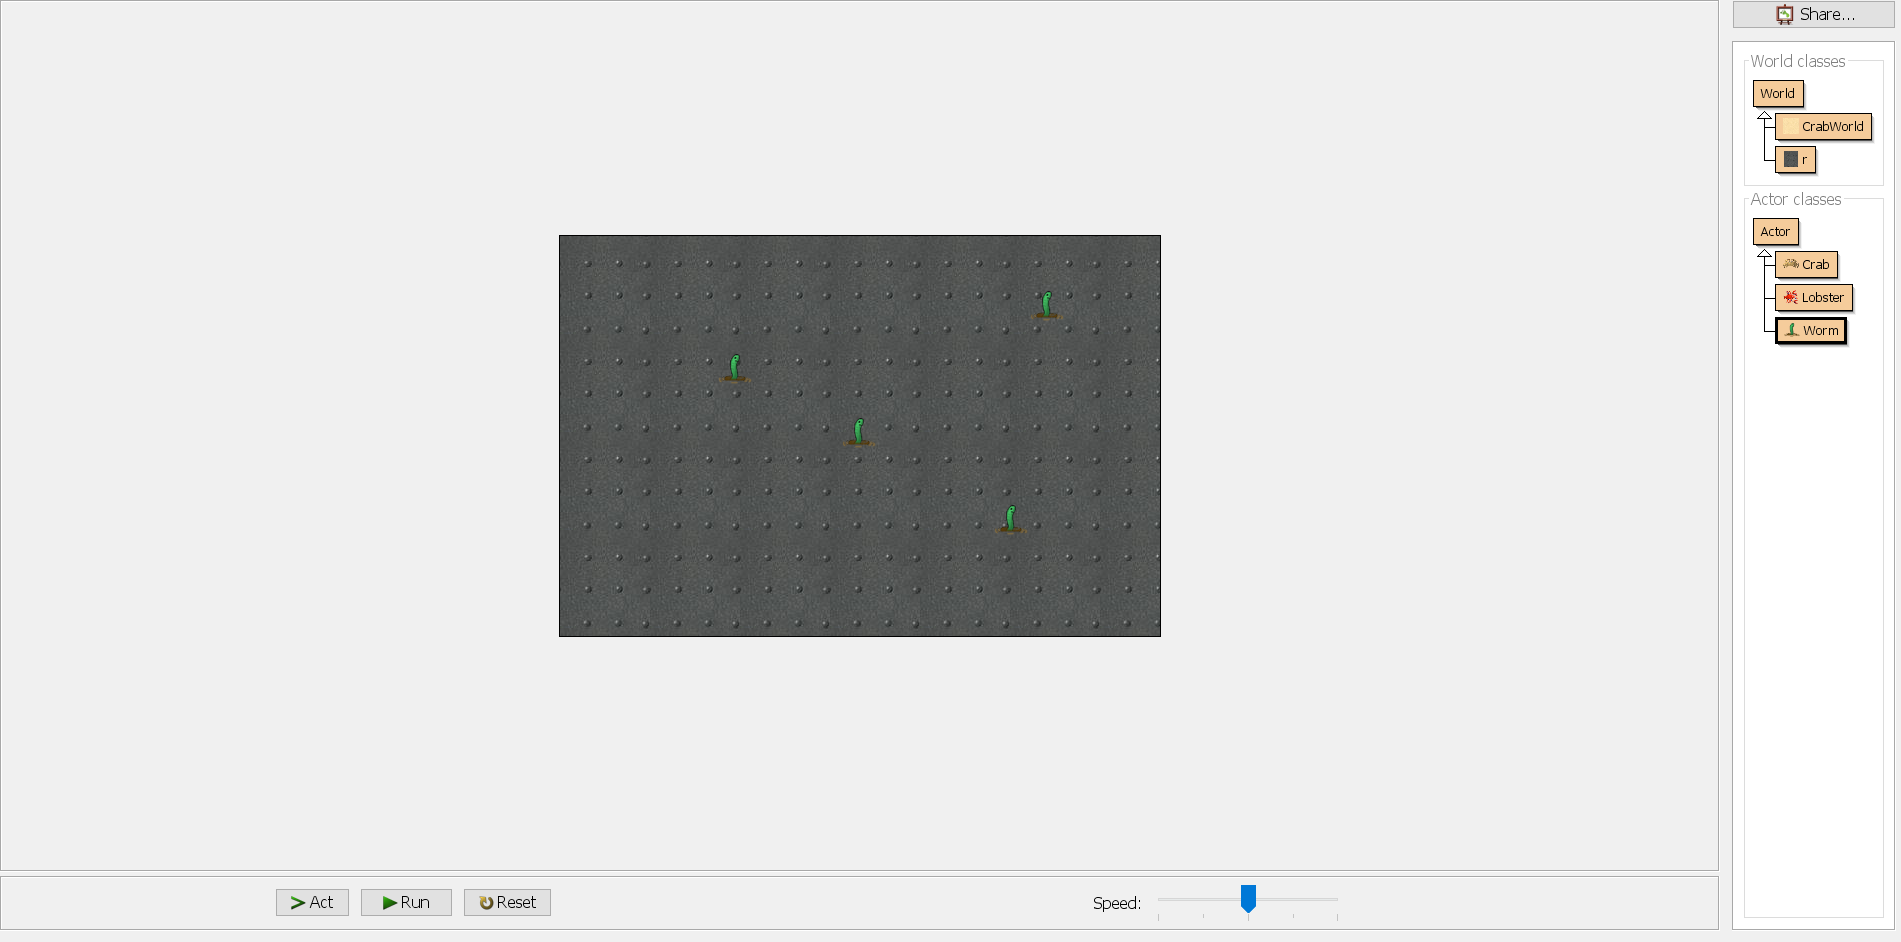 Share...
World classes
World
CrabWorld
r
Actor classes
Actor
Crab
Lobster
Worm
Act
Run
Reset
Speed: